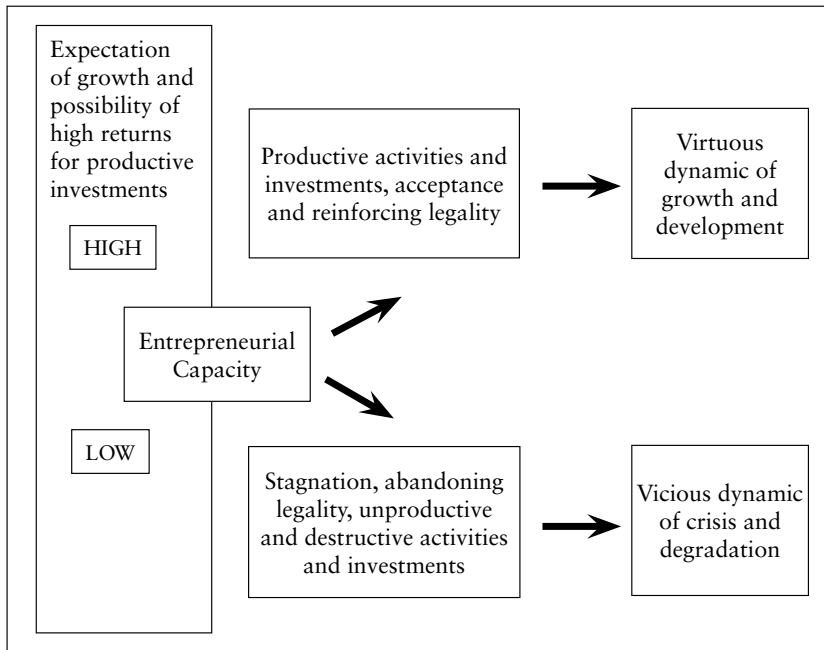 Expectation
of growth and
possibility of
high returns
for productive
investments
HIGH
LOW
Entrepreneurial
Capacity
Productive activities and
investments, acceptance
and reinforcing legality
Virtuous
dynamic of
growth and
development
Stagnation, abandoning
legality, unproductive
and destructive activities
and investments
Vicious dynamic
of crisis and
degradation